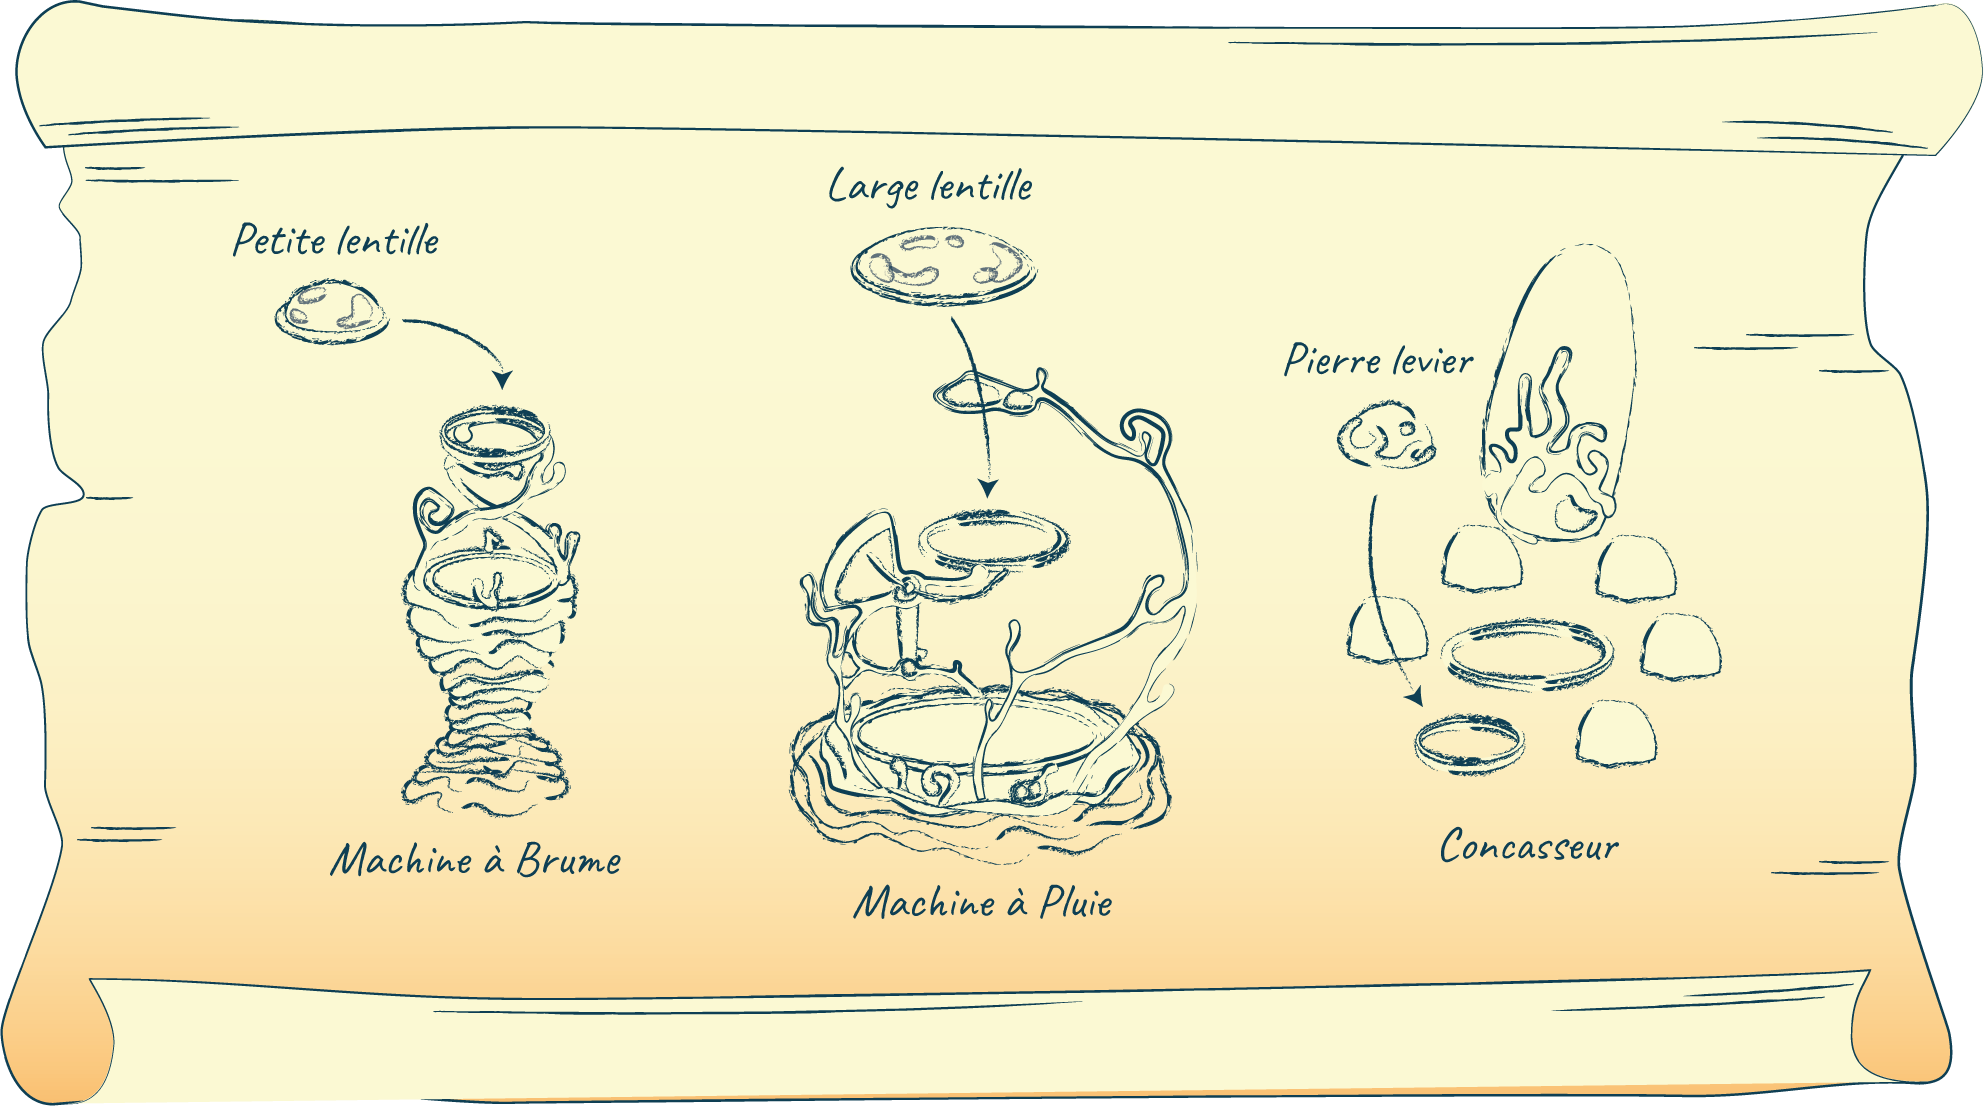 Petite lentille
Large lentille
Pierre levier
Machine à Brume
Machine à Pluie
Concasseur